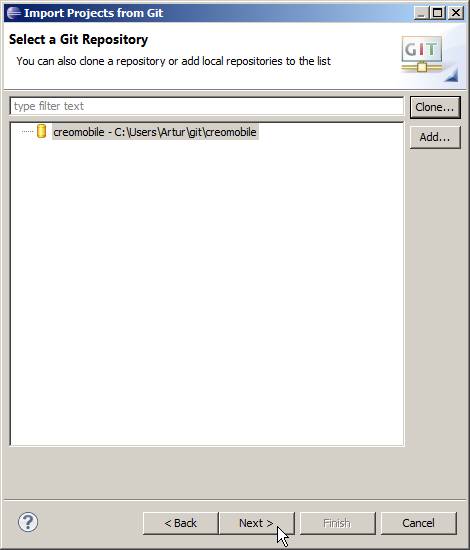 Import Projects from Git
Select a Git Repository
You can also clone a repository or add local repositories to the list
GIT
type filter text
Clone...
creomobile - C:\Users\Artur\git\creomobile
Add...
?
< Back
Next >
Finish
Cancel